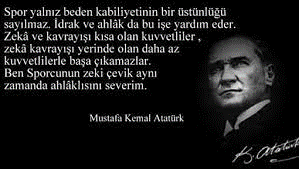 Spor yalnız beden kabiliyetinin bir üstünlüğü
sayılmaz. İdrak ve ahlâk da bu işe yardım eder.
Zekâ ve kavrayışı kısa olan kuvvetliler ,
zekâ kavrayışı yerinde olan daha az
kuvvetlilerle başa çıkamazlar.
Ben Sporcunun zeki çevik aynı
zamanda ahlâklısını severim.
Mustafa Kemal Atatürk
K. Atatürk